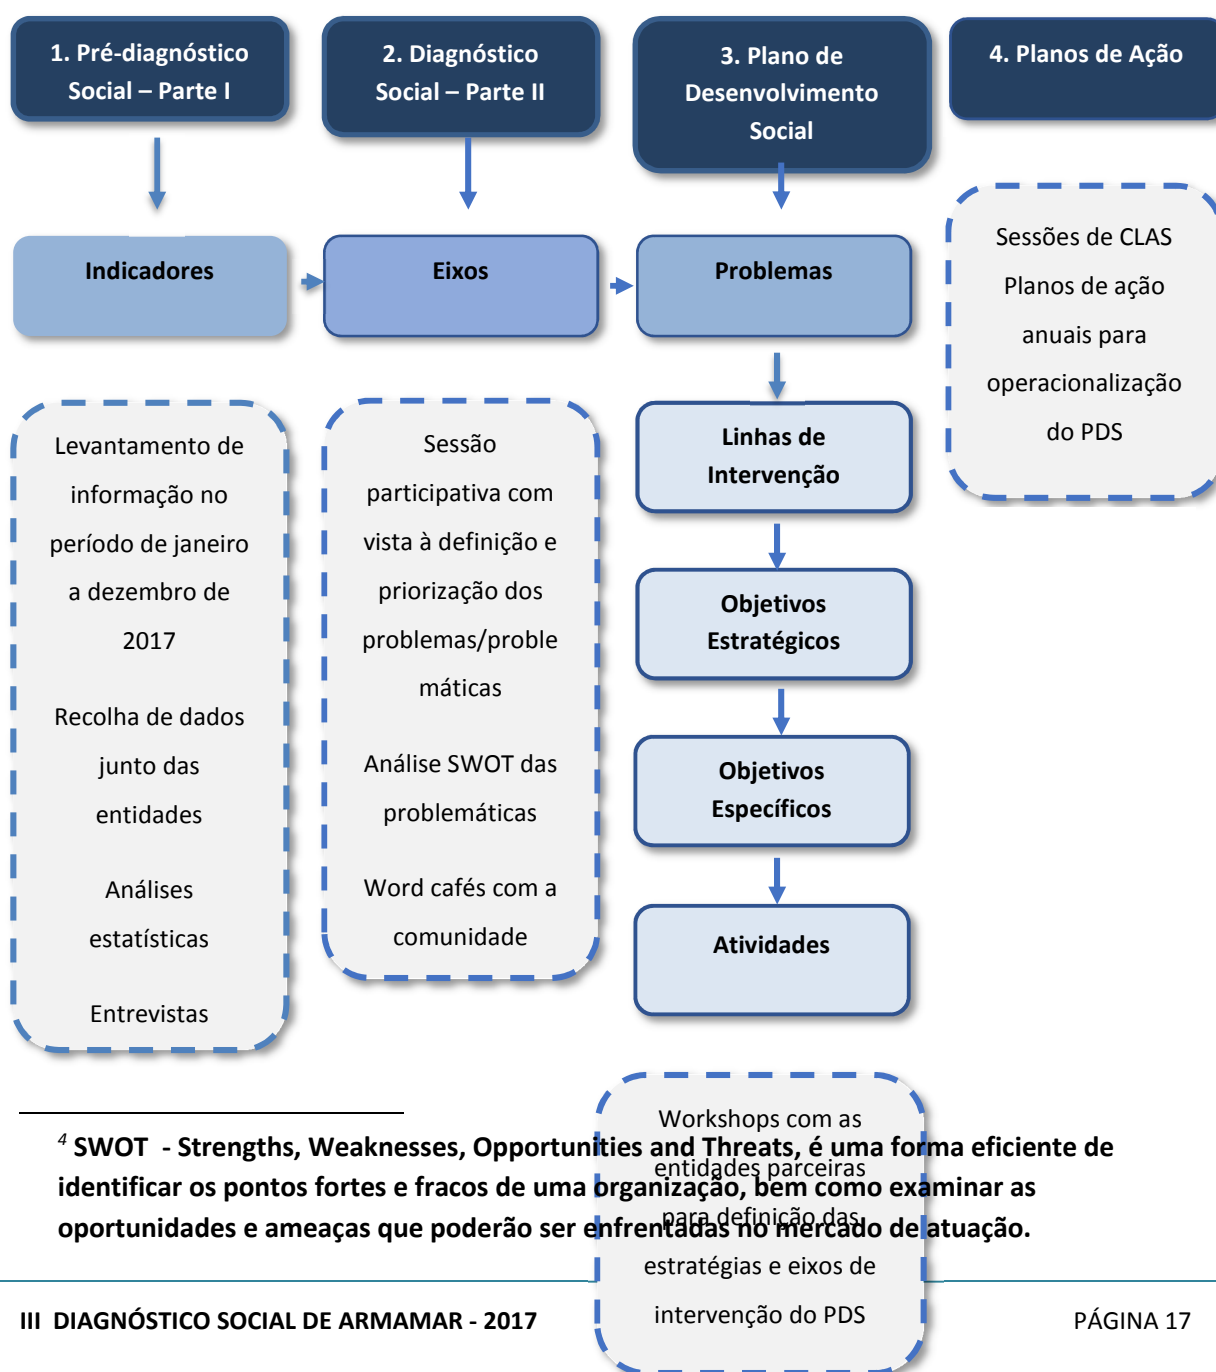 1. Pré-diagnóstico
Social – Parte I
2. Diagnóstico
Social – Parte II
3. Plano de
Desenvolvimento
Social
4. Planos de Ação
Indicadores
Eixos
Problemas
Sessões de CLAS
Planos de ação
anuais para
operacionalização
do PDS
Levantamento de
informação no
período de janeiro
a dezembro de
2017
Recolha de dados
junto das
entidades
Análises
estatísticas
Entrevistas
Sessão
participativa com
vista à definição e
priorização dos
problemas/proble
máticas
Análise SWOT das
problemáticas
Word cafés com a
comunidade
Linhas de
Intervenção
Objetivos
Estratégicos
Objetivos
Específicos
Atividades
Workshops com as
entidades parceiras
para definição das
estratégias e eixos de
intervenção do PDS
4 SWOT - Strengths, Weaknesses, Opportunities and Threats, é uma forma eficiente de
identificar os pontos fortes e fracos de uma organização, bem como examinar as
oportunidades e ameaças que poderão ser enfrentadas no mercado de atuação.
III DIAGNÓSTICO SOCIAL DE ARMAMAR - 2017
PÁGINA 17